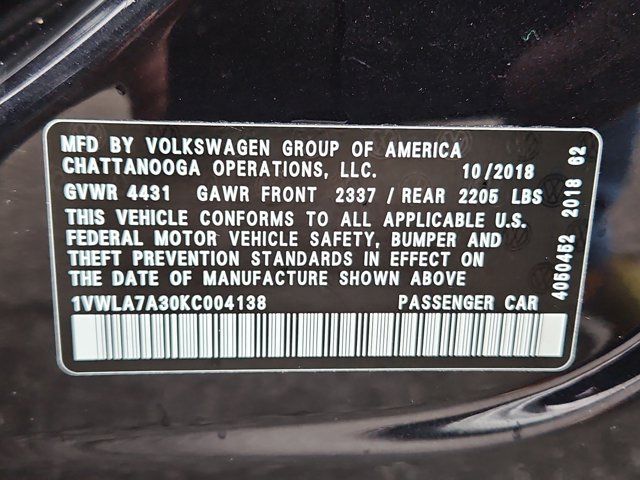 MFD BY VOLKSWAGEN GROUP OF AMERICA
CHATTANOOGA OPERATIONS, LLC. 10/2018
GVWR 4431 GAWR FRONT 2337 / REAR 2205 LBS
THIS VEHICLE CONFORMS TO ALL APPLICABLE U.S.
FEDERAL MOTOR VEHICLE SAFETY, BUMPER AND
THEFT PREVENTION STANDARDS IN EFFECT ON
THE DATE OF MANUFACTURE SHOWN ABOVE
1VWLA7A30KC004138 PASSENGER CAR
4050452 2018 62